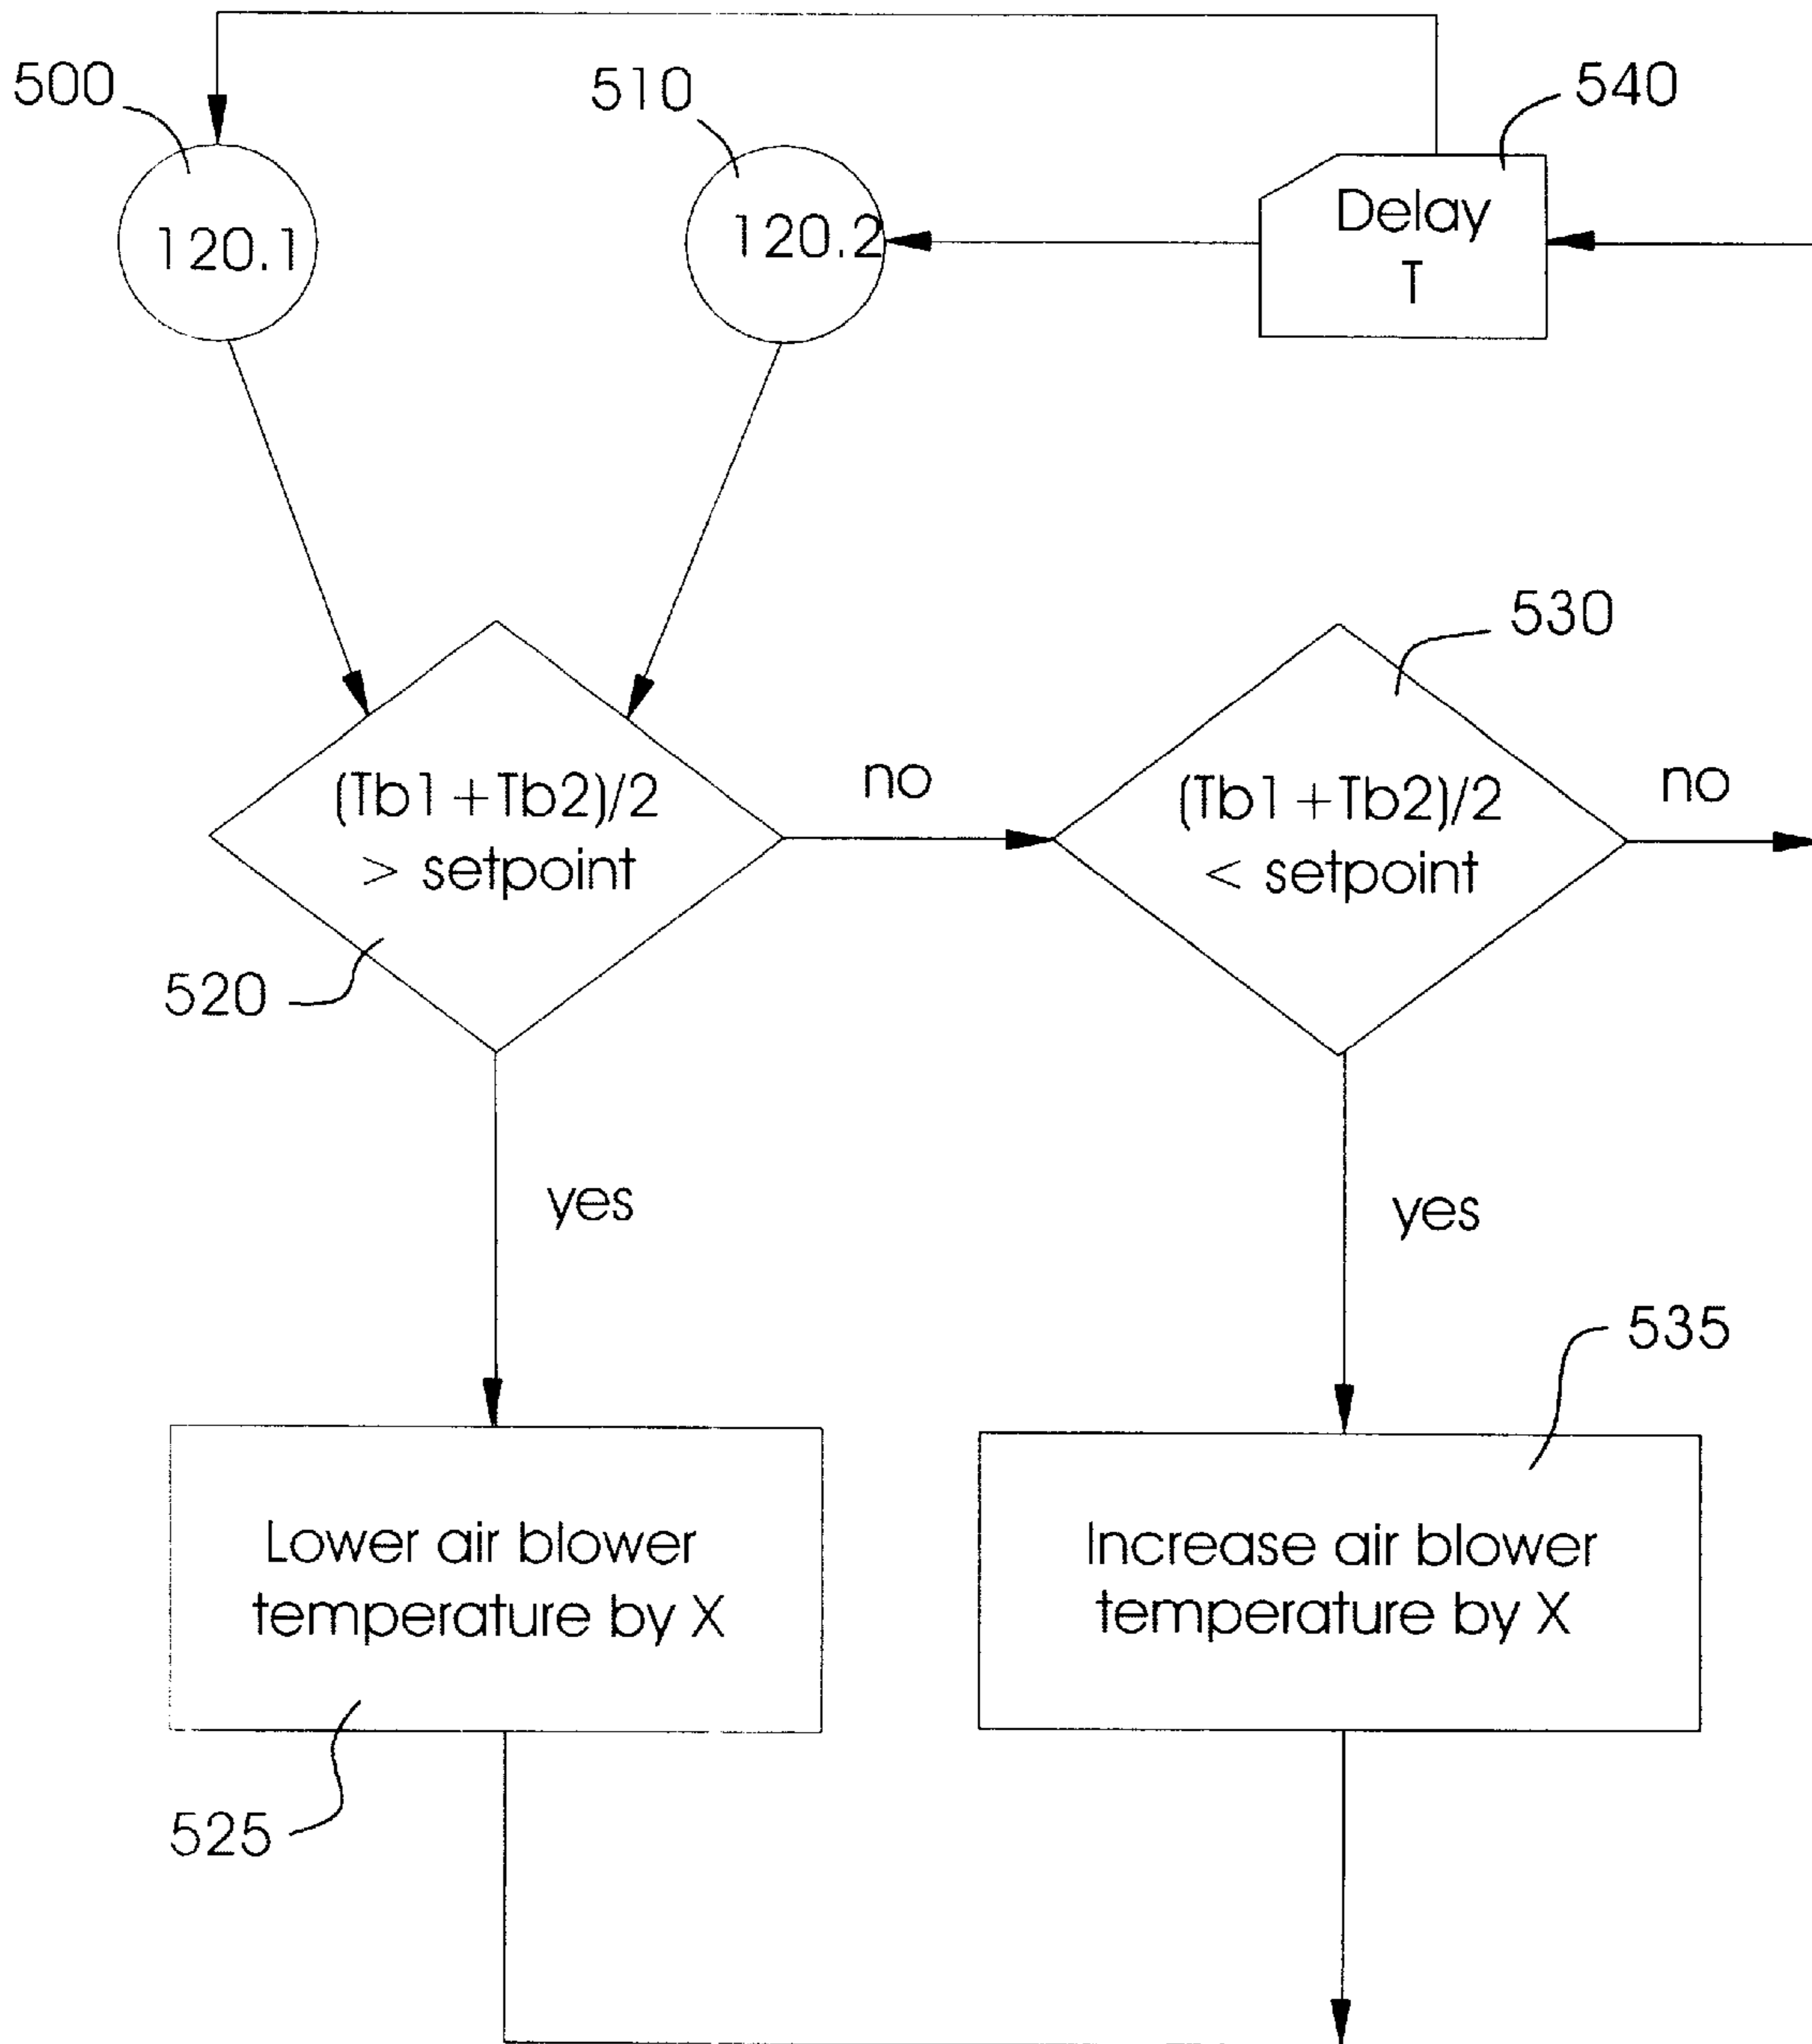 500
510
540
120.1
120.2
Delay
T
530
(Tb1+Tb2)/2
> setpoint
no
(Tb1+Tb2)/2
< setpoint
no
520
yes
yes
535
Lower air blower
temperature by X
Increase air blower
temperature by X
525